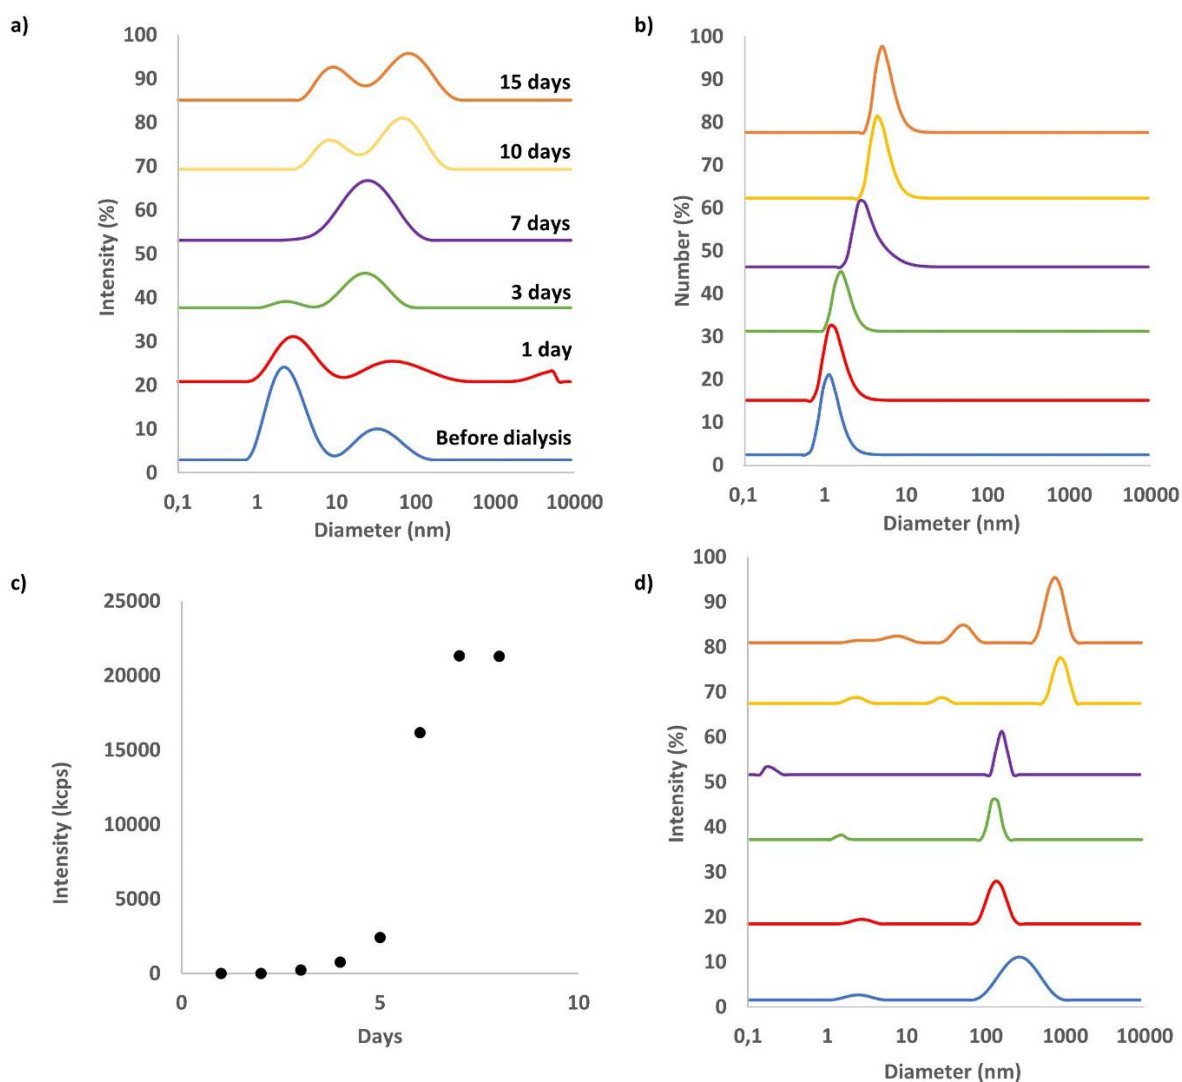 a)
100
90
80
70
60
50
40
30
20
10
0
Intensity (%)
15 days
10 days
7 days
3 days
1 day
Before dialysis
0,1 1 10 100 1000 10000
Diameter (nm)
b)
100
90
80
70
60
50
40
30
20
10
0
Number (%)
0,1 1 10 100 1000 10000
Diameter (nm)
c)
25000
20000
15000
10000
5000
0
Intensity (kcps)
0 5 10
Days
d)
100
90
80
70
60
50
40
30
20
10
0
Intensity (%)
0,1 1 10 100 1000 10000
Diameter (nm)